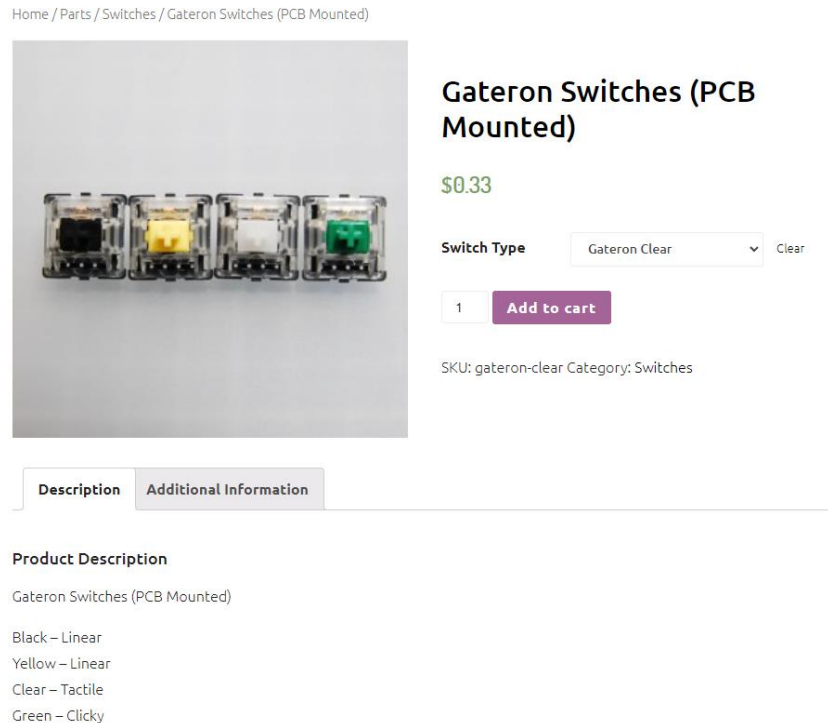 Home / Parts / Switches / Gateron Switches (PCB Mounted)
Gateron Switches (PCB
Mounted)
$0.33
Switch Type
Gateron Clear
Clear
1
Add to cart
SKU: gateron-clear Category: Switches
Description
Additional Information
Product Description
Gateron Switches (PCB Mounted)
Black – Linear
Yellow – Linear
Clear – Tactile
Green – Clicky